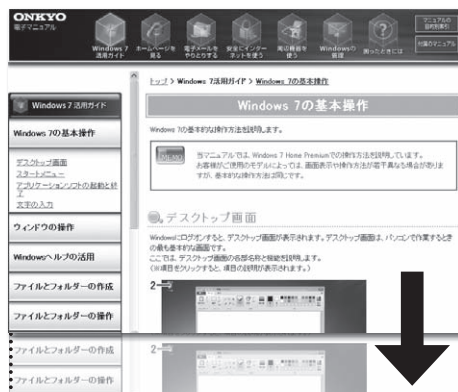 ONKYO
電子マニュアル
Windows 7
活用ガイド
ホームページを
見る
電子メールを
やりとりする
安全にインター
ネットを使う
周辺機器を
使う
Windowsの
管理
困ったときには
マニュアルの
目的別索引
付属のマニュアル
トップ > Windows 7活用ガイド > Windows 7の基本操作
Windows 7 活用ガイド
Windows 7の基本操作
デスクトップ画面
スタートメニュー
アプリケーションソフトの起動と終
了
文字の入力
ウィンドウの操作
Windowsヘルプの活用
ファイルとフォルダーの作成
ファイルとフォルダーの操作
Windows 7の基本操作
Windows 7の基本的な操作方法を説明します。
MEMO
当マニュアルでは、Windows 7 Home Premiumでの操作方法を説明しています。
お客様がご使用のモデルによっては、画面表示や操作方法が若干異なる場合がありま
すが、基本的な操作方法は同じです。
デスクトップ画面
Windowsにログオンすると、デスクトップ画面が表示されます。デスクトップ画面は、パソコンで作業するとき
の最も基本的な画面です。
ここでは、デスクトップ画面の各部名称と機能を説明します。
(※項目をクリックすると、項目の説明が表示されます。)
2
ファイルとフォルダーの作成
ファイルとフォルダーの操作
2